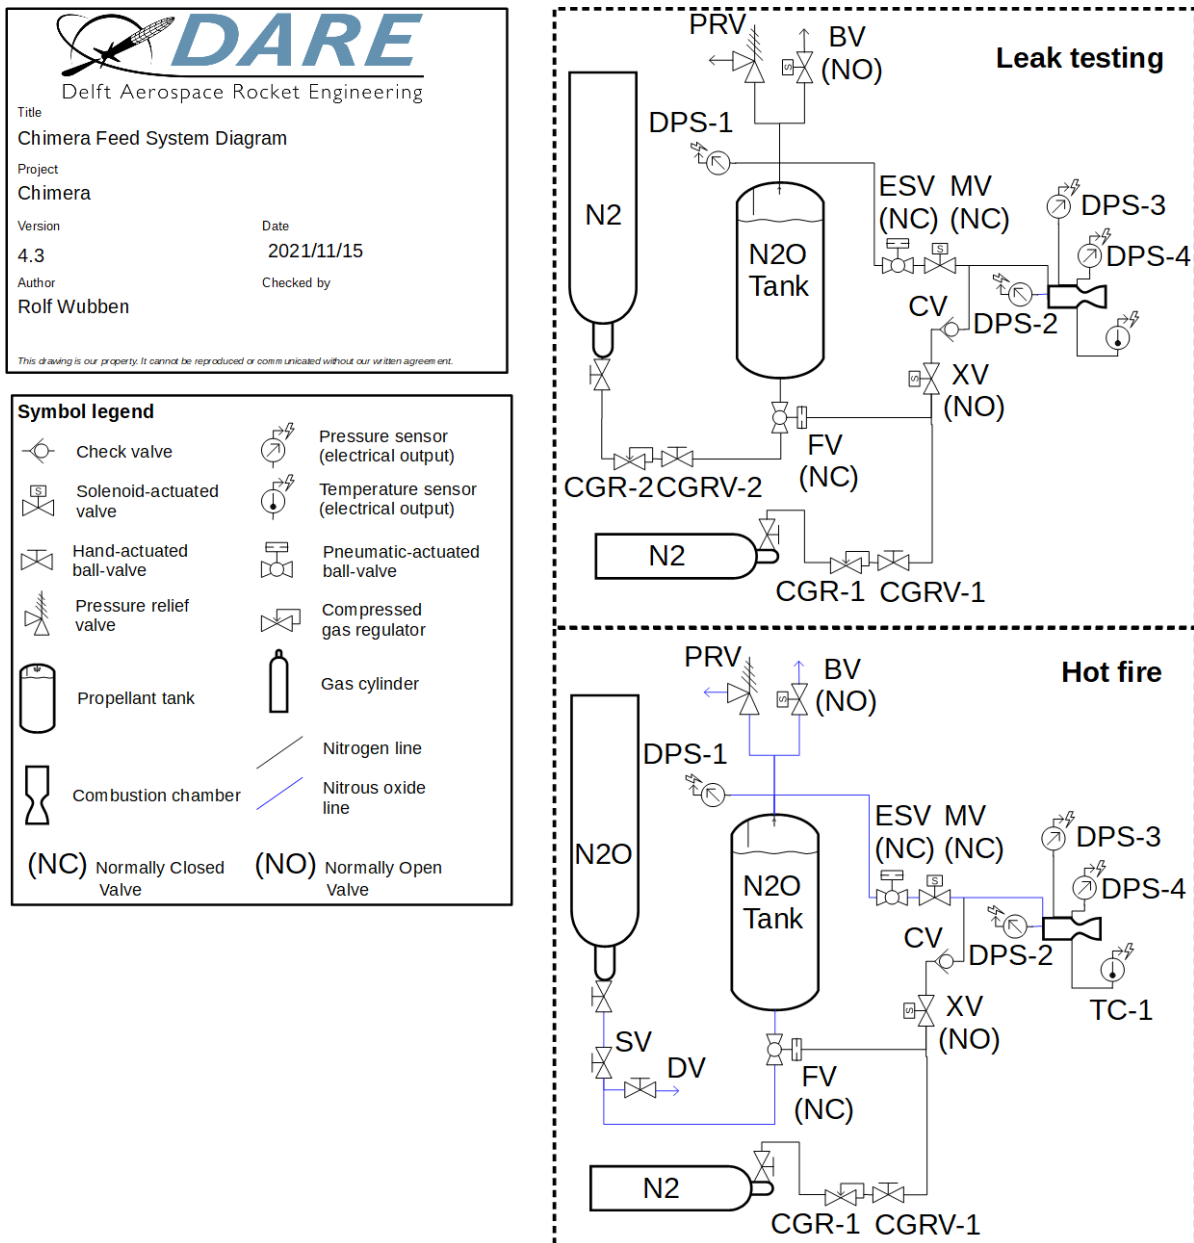 DARE
Delft Aerospace Rocket Engineering
Title
Chimera Feed System Diagram
Project
Chimera
Version
Date
4.3
2021/11/15
Author
Checked by
Rolf Wubben
This drawing is our property. It cannot be reproduced or communicated without our written agreement.
Symbol legend
Check valve
Pressure sensor
(electrical output)
S
Solenoid-actuated
valve
Temperature sensor
(electrical output)
Hand-actuated
ball-valve
Pneumatic-actuated
ball-valve
Pressure relief
valve
Compressed
gas regulator
Propellant tank
Gas cylinder
Combustion chamber
Nitrogen line
Nitrous oxide
line
(NC) Normally Closed
Valve
(NO) Normally Open
Valve
Leak testing
PRV
BV
(NO)
S
DPS-1
N2
N2O
Tank
ESV
(NC)
MV
(NC)
S
DPS-3
DPS-4
DPS-2
CV
S
XV
(NO)
FV
(NC)
CGR-2
CGRV-2
N2
CGR-1
CGRV-1
Hot fire
PRV
BV
(NO)
S
DPS-1
N2O
N2O
Tank
ESV
(NC)
MV
(NC)
S
DPS-3
DPS-4
DPS-2
CV
TC-1
S
XV
(NO)
SV
DV
FV
(NC)
N2
CGR-1
CGRV-1